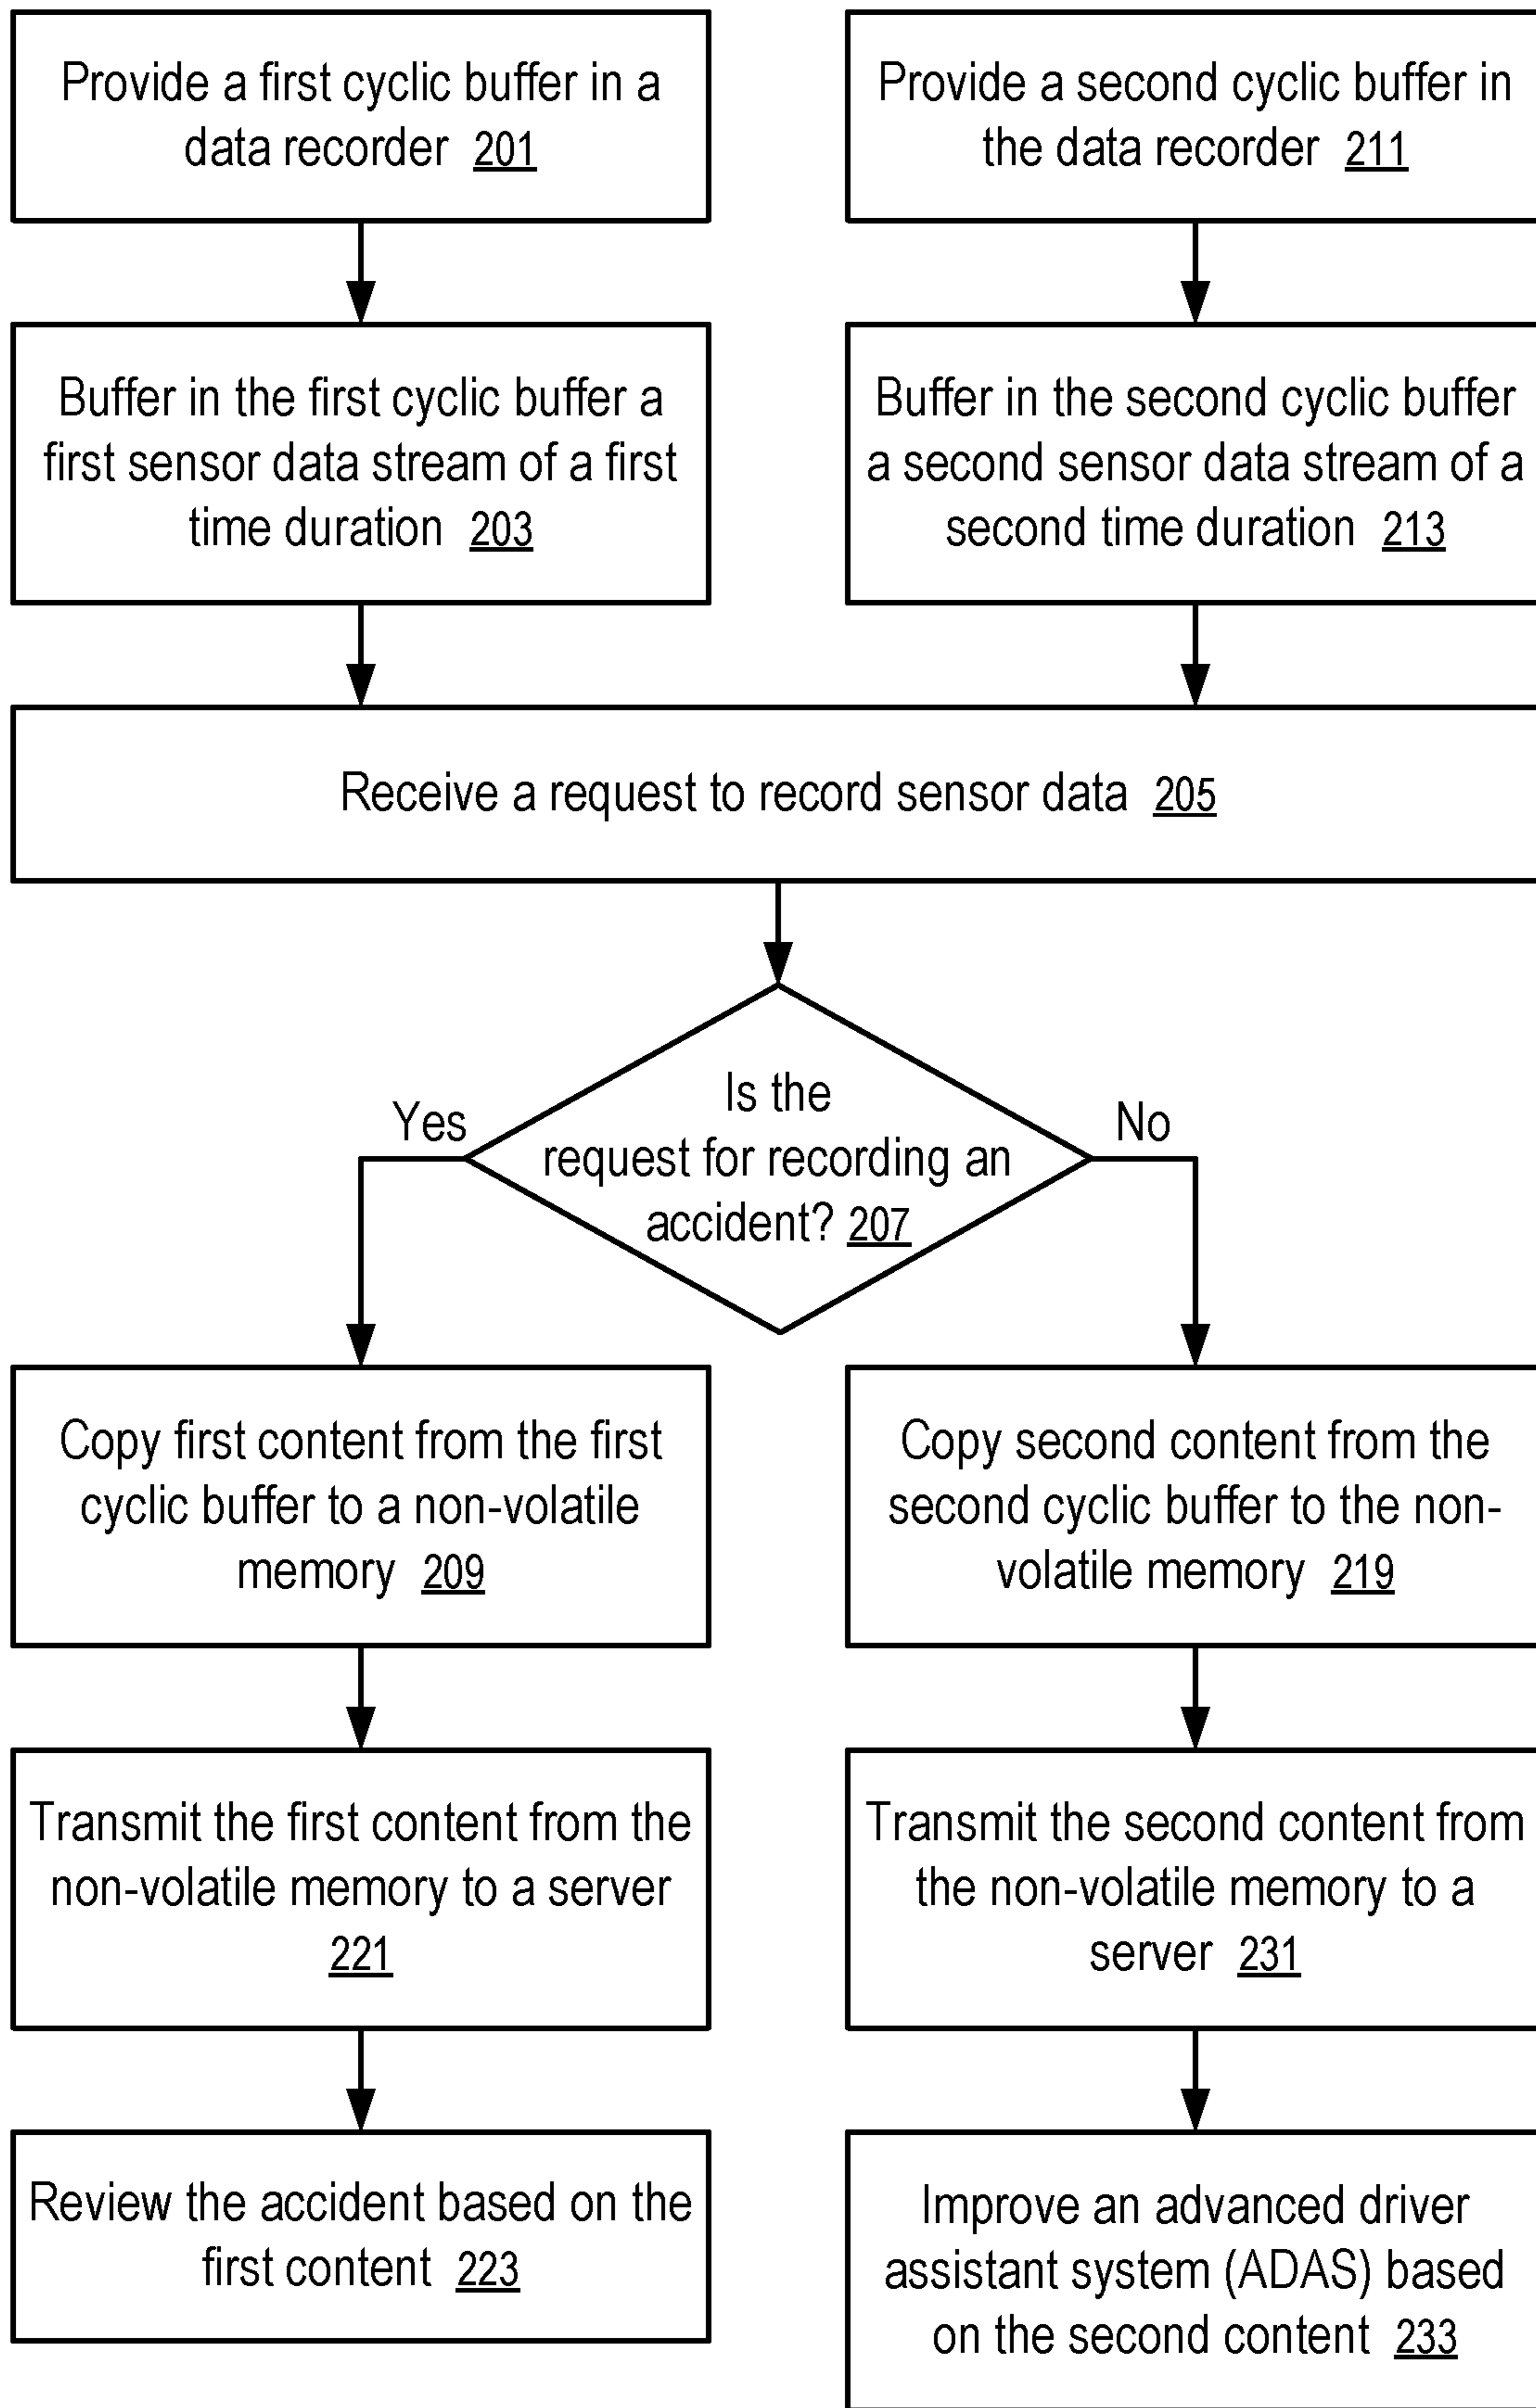 Provide a first cyclic buffer in a
data recorder 201
Provide a second cyclic buffer in
the data recorder 211
Buffer in the first cyclic buffer a
first sensor data stream of a first
time duration 203
Buffer in the second cyclic buffer
a second sensor data stream of a
second time duration 213
Receive a request to record sensor data 205
Is the
request for recording an
accident? 207
Yes
No
Copy first content from the first
cyclic buffer to a non-volatile
memory 209
Copy second content from the
second cyclic buffer to the non-
volatile memory 219
Transmit the first content from the
non-volatile memory to a server
221
Transmit the second content from
the non-volatile memory to a
server 231
Review the accident based on the
first content 223
Improve an advanced driver
assistant system (ADAS) based
on the second content 233